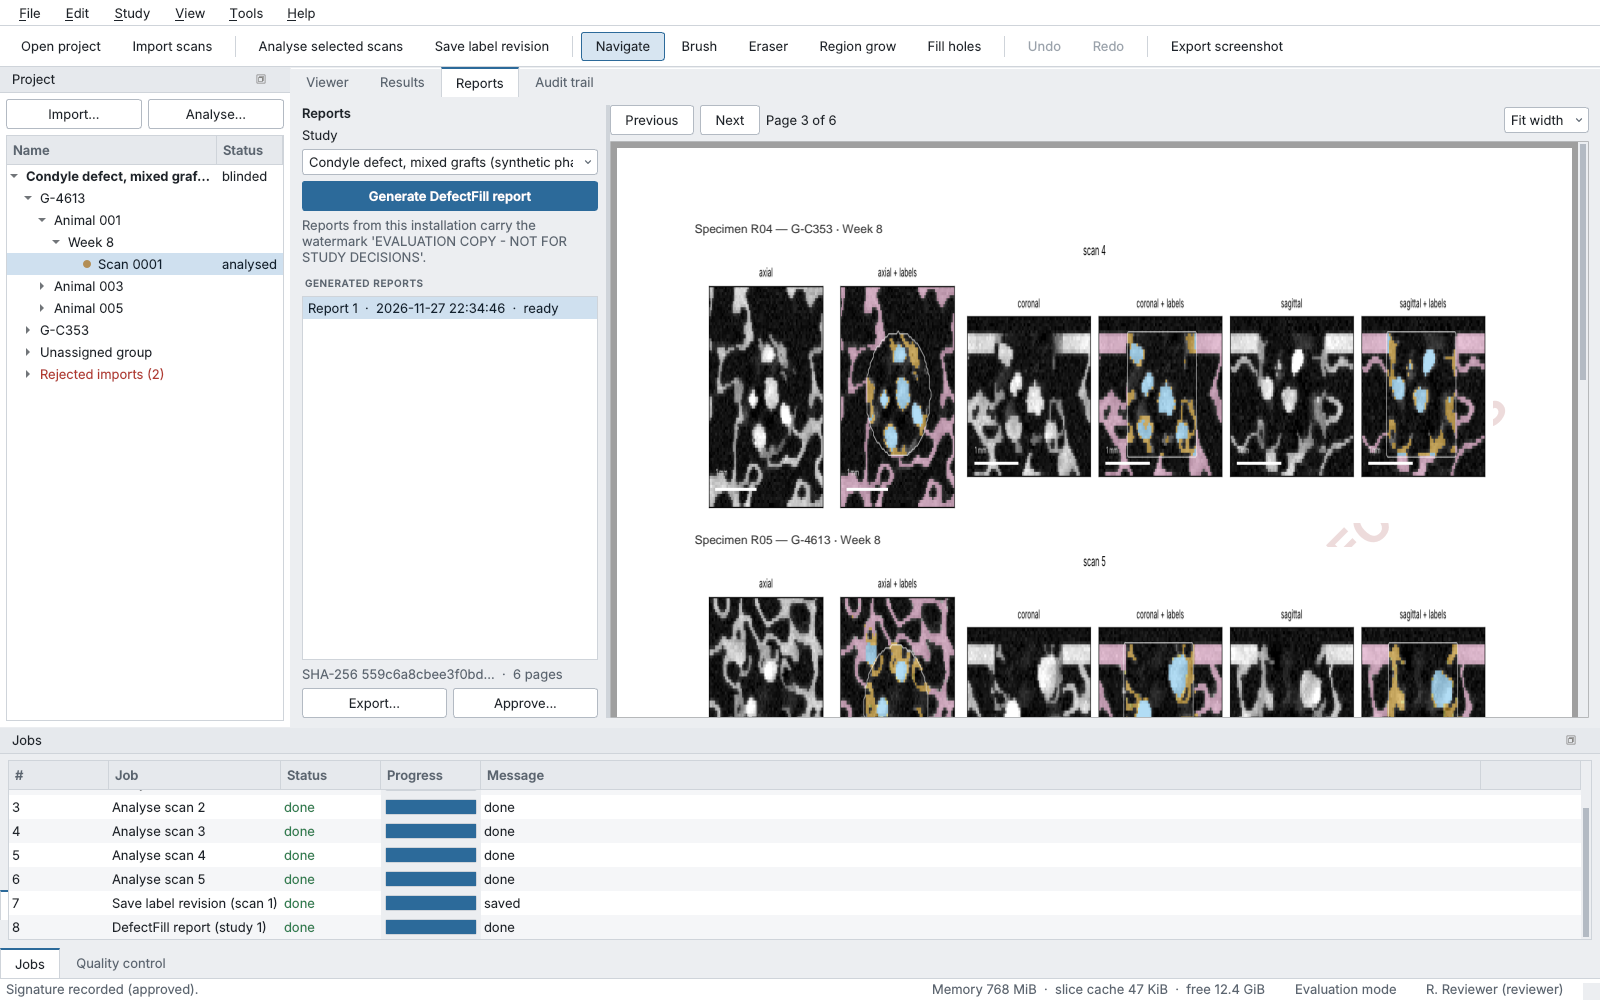 File Edit Study View Tools Help
Open project Import scans Analyse selected scans Save label revision Navigate Brush Eraser Region grow Fill holes Undo Redo Export screenshot
Project
Import... Analyse...
Name Status
Condyle defect, mixed graf... blinded
G-4613
Animal 001
Week 8
Scan 0001 analysed
Animal 003
Animal 005
G-C353
Unassigned group
Rejected imports (2)
Viewer Results Reports Audit trail
Reports
Study
Condyle defect, mixed grafts (synthetic pha
Generate DefectFill report
Reports from this installation carry the
watermark 'EVALUATION COPY - NOT FOR
STUDY DECISIONS'.
GENERATED REPORTS
Report 1 · 2026-11-27 22:34:46 · ready
SHA-256 559c6a8cbee3f0bd... · 6 pages
Export... Approve...
Previous Next Page 3 of 6 Fit width
Specimen R04 — G-C353 · Week 8
scan 4
axial axial + labels coronal coronal + labels sagittal sagittal + labels
Specimen R05 — G-4613 · Week 8
scan 5
axial axial + labels coronal coronal + labels sagittal sagittal + labels
Jobs
# Job Status Progress Message
3 Analyse scan 2 done done
4 Analyse scan 3 done done
5 Analyse scan 4 done done
6 Analyse scan 5 done done
7 Save label revision (scan 1) done saved
8 DefectFill report (study 1) done done
Jobs Quality control
Signature recorded (approved). Memory 768 MiB · slice cache 47 KiB · free 12.4 GiB Evaluation mode R. Reviewer (reviewer)